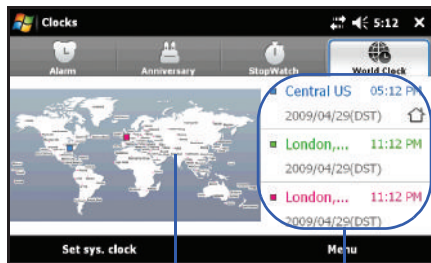 Clocks 5:12
Alarm Anniversary StopWatch World Clock
Central US 05:12 PM
2009/04/29(DST)
London,... 11:12 PM
2009/04/29(DST)
London,... 11:12 PM
2009/04/29(DST)
Set sys. clock Menu